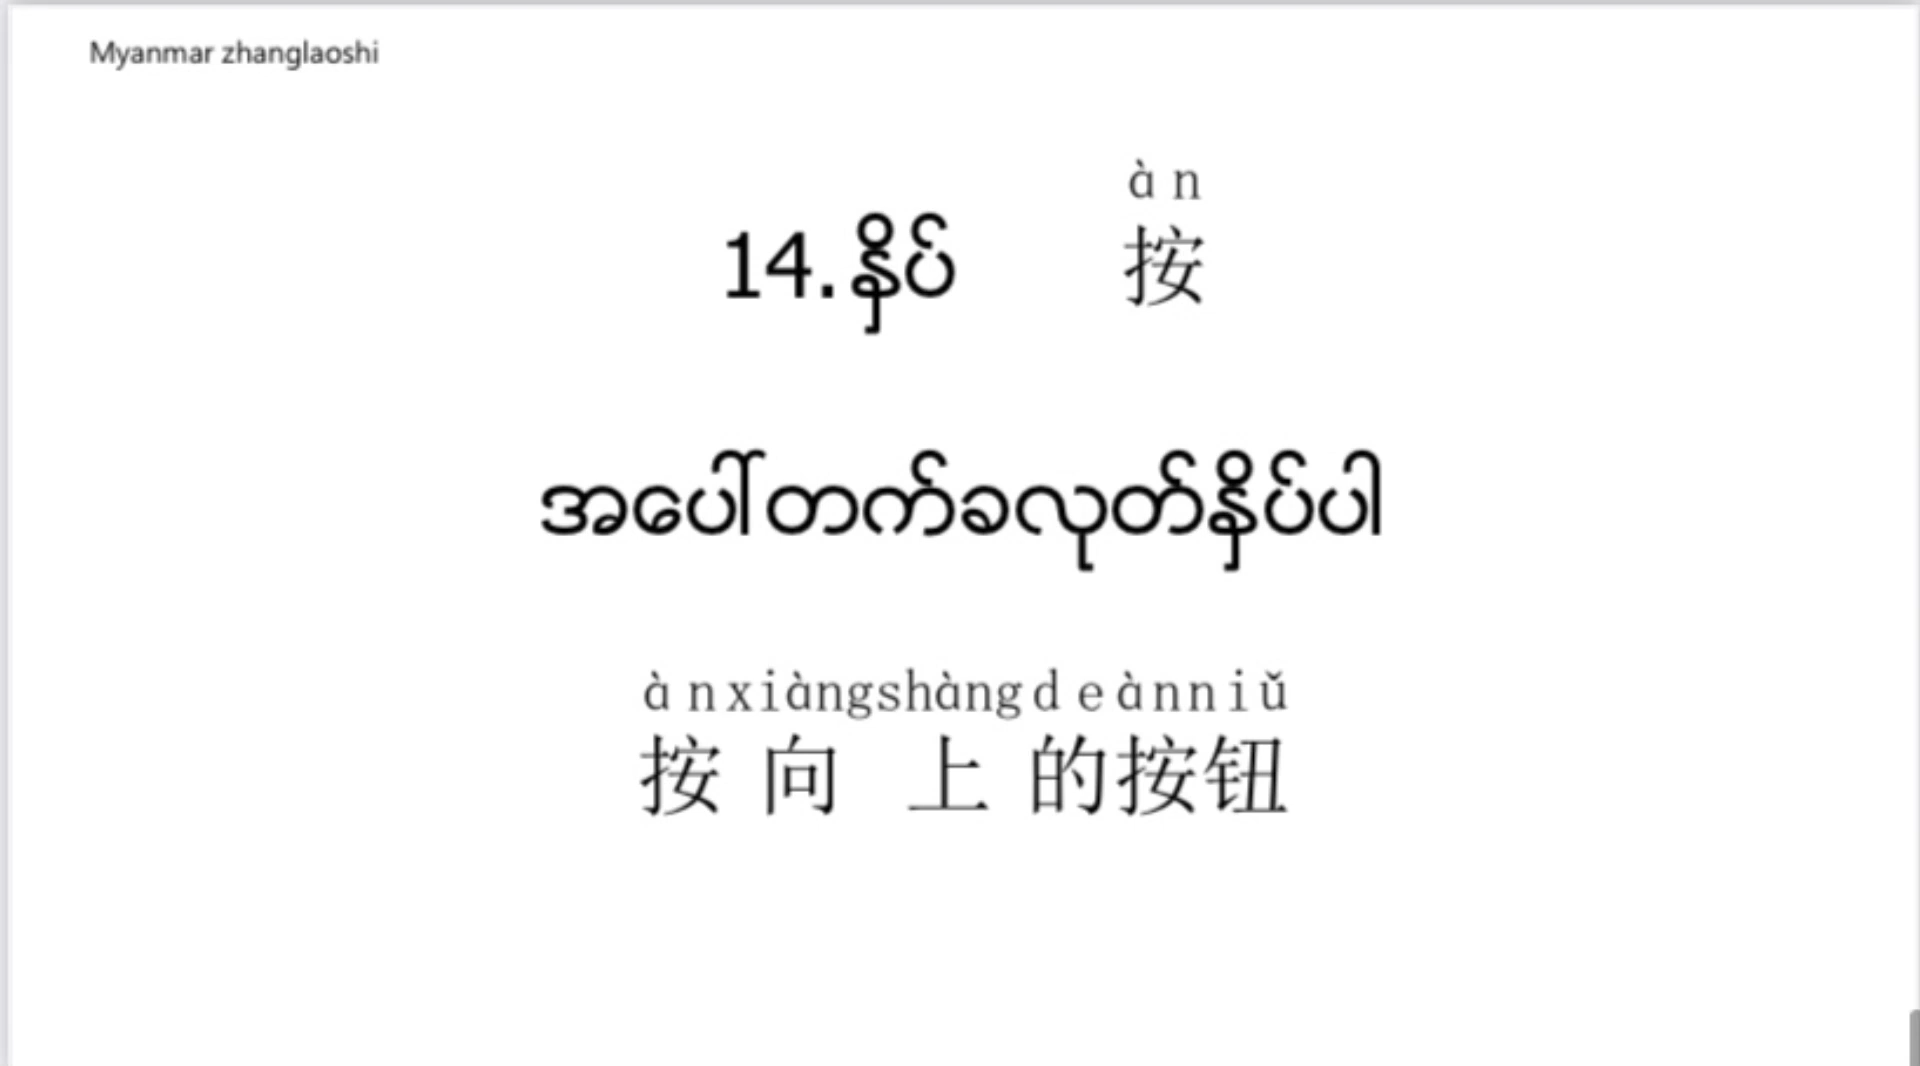 Myanmar zhanglaoshi
àn
14.နှိပ် 按
အပေါ်တက်ခလုတ်နှိပ်ပါ
àn xiàng shàng de àn niǔ
按 向 上 的 按 钮